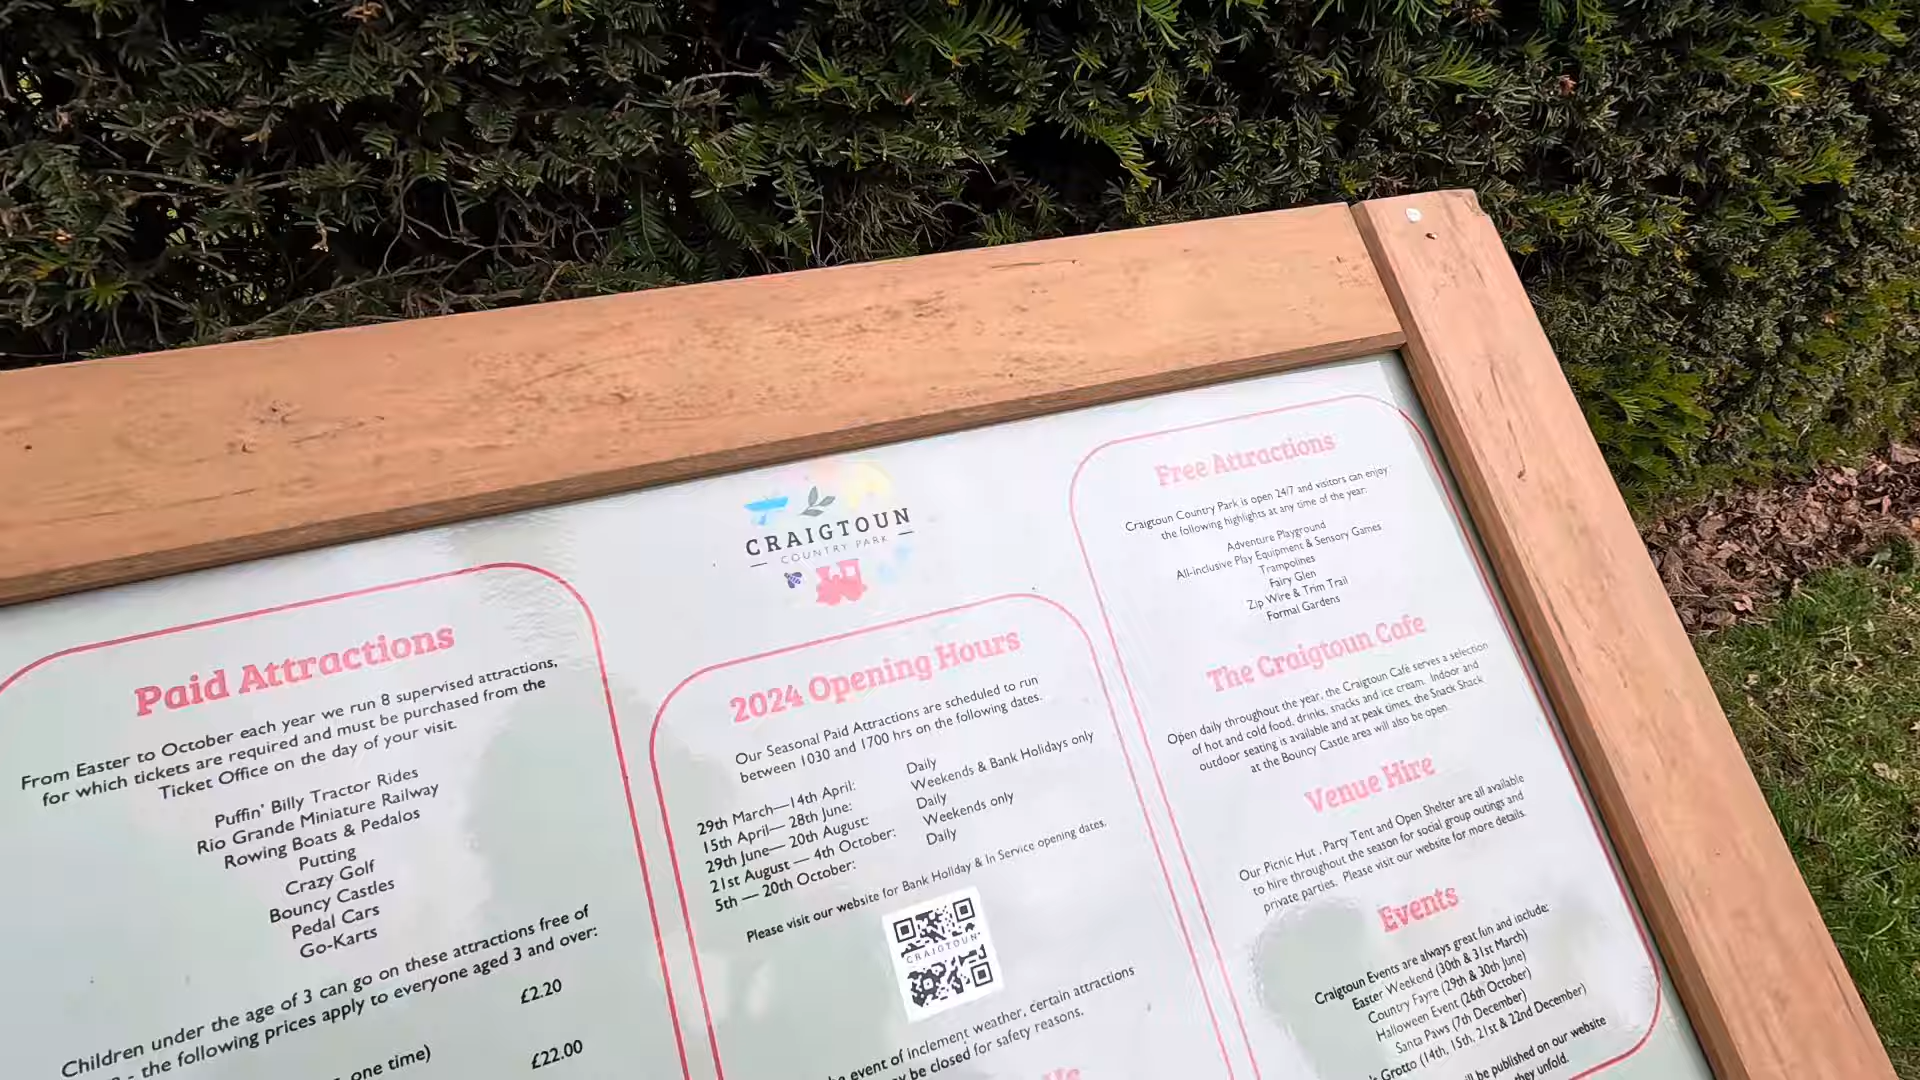 Paid Attractions
From Easter to October each year we run 8 supervised attractions,
for which tickets are required and must be purchased from the
Ticket Office on the day of your visit.
Puffin' Billy Tractor Rides
Rio Grande Miniature Railway
Rowing Boats & Pedalos
Putting
Crazy Golf
Bouncy Castles
Pedal Cars
Go-Karts
Children under the age of 3 can go on these attractions free of
- the following prices apply to everyone aged 3 and over:
£2.20
one time)
£22.00
CRAIGTOUN
COUNTRY PARK
2024 Opening Hours
Our Seasonal Paid Attractions are scheduled to run
between 1030 and 1700 hrs on the following dates.
29th March—14th April: Daily
15th April— 28th June: Weekends & Bank Holidays only
29th June— 20th August: Daily
21st August — 4th October: Weekends only
5th — 20th October: Daily
Please visit our website for Bank Holiday & In Service opening dates.
CRAIGTOUN
event of inclement weather, certain attractions
be closed for safety reasons.
Free Attractions
Craigtoun Country Park is open 24/7 and visitors can enjoy
the following highlights at any time of the year:
Adventure Playground
All-inclusive Play Equipment & Sensory Games
Trampolines
Fairy Glen
Zip Wire & Trim Trail
Formal Gardens
The Craigtoun Cafe
Open daily throughout the year, the Craigtoun Café serves a selection
of hot and cold food, drinks, snacks and ice cream. Indoor and
outdoor seating is available and at peak times, the Snack Shack
at the Bouncy Castle area will also be open.
Venue Hire
Our Picnic Hut , Party Tent and Open Shelter are all available
to hire throughout the season for social group outings and
private parties. Please visit our website for more details.
Events
Craigtoun Events are always great fun and include:
Easter Weekend (30th & 31st March)
Country Fayre (29th & 30th June)
Halloween Event (26th October)
Santa Paws (7th December)
Grotto (14th, 15th, 21st & 22nd December)
be published on our website
they unfold.